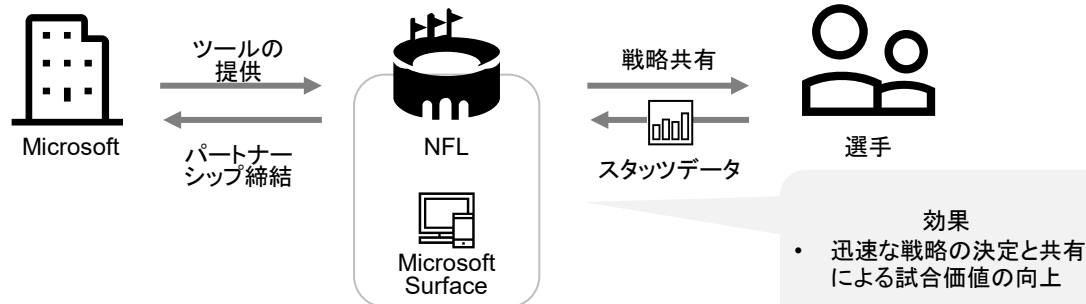 ツールの
提供
戦略共有
Microsoft
パートナー
シップ締結
NFL
スタッツデータ
選手
Microsoft
Surface
効果
• 迅速な戦略の決定と共有
による試合価値の向上